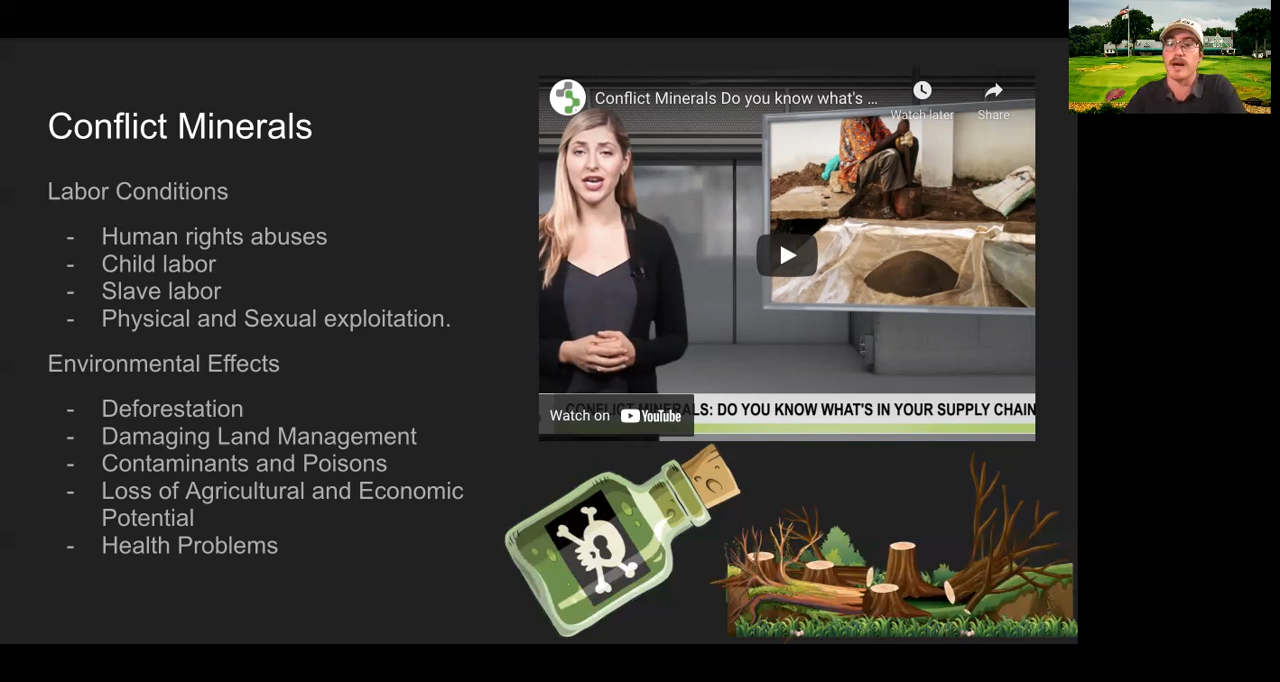 Conflict Minerals
Labor Conditions
- Human rights abuses
- Child labor
- Slave labor
- Physical and Sexual exploitation.
Environmental Effects
- Deforestation
- Damaging Land Management
- Contaminants and Poisons
- Loss of Agricultural and Economic
Potential
- Health Problems
Conflict Minerals Do you know what's ...
Watch later
Share
CONFLICT MINERALS: DO YOU KNOW WHAT'S IN YOUR SUPPLY CHAIN
Watch on YouTube